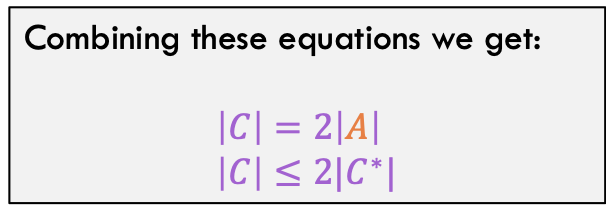 Combining these equations we get:
|C| = 2|A|
|C| ≤ 2|C*|